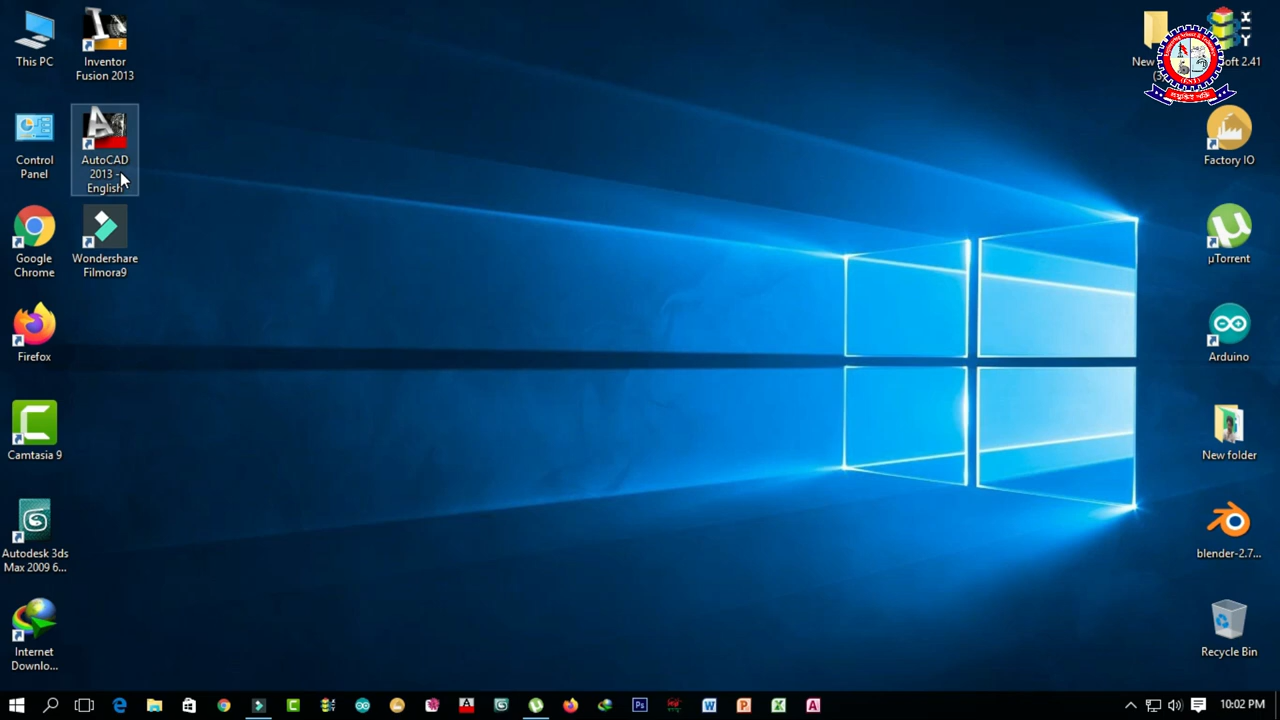 This PC
Inventor
Fusion 2013
Control
Panel
AutoCAD
2013 -
English
Google
Chrome
Wondershare
Filmora9
Firefox
Camtasia 9
Autodesk 3ds
Max 2009 6...
Internet
Downlo...
New
(3)
X
Y
oft 2.41
Factory IO
µTorrent
Arduino
New folder
blender-2.7...
Recycle Bin
10:02 PM